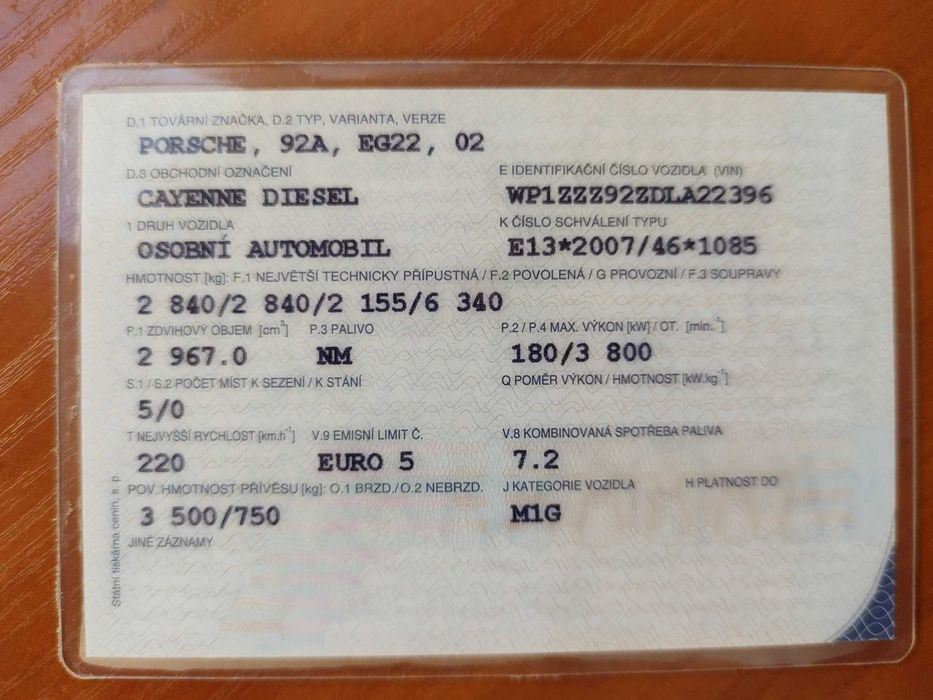 D.1 TOVÁRNÍ ZNAČKA, D.2 TYP, VARIANTA, VERZE
PORSCHE, 92A, EG22, 02
D.3 OBCHODNÍ OZNAČENÍ
E IDENTIFIKAČNÍ ČÍSLO VOZIDLA (VIN)
CAYENNE DIESEL
WP1ZZZ92ZDLA22396
1 DRUH VOZIDLA
K ČÍSLO SCHVÁLENÍ TYPU
OSOBNÍ AUTOMOBIL
E13*2007/46*1085
HMOTNOST [kg]: F.1 NEJVĚTŠÍ TECHNICKY PŘÍPUSTNÁ / F.2 POVOLENÁ / G PROVOZNÍ / F.3 SOUPRAVY
2 840/2 840/2 155/6 340
P.1 ZDVIHOVÝ OBJEM [cm³]
P.3 PALIVO
P.2 / P.4 MAX. VÝKON [kW] / OT. [min.⁻¹]
2 967.0
NM
180/3 800
S.1 / S.2 POČET MÍST K SEZENÍ / K STÁNÍ
Q POMĚR VÝKON / HMOTNOST [kW.kg⁻¹]
5/0
T NEJVYŠŠÍ RYCHLOST [km.h⁻¹]
V.9 EMISNÍ LIMIT Č.
V.8 KOMBINOVANÁ SPOTŘEBA PALIVA
220
EURO 5
7.2
POV. HMOTNOST PŘÍVĚSU [kg]: O.1 BRZD./O.2 NEBRZD.
J KATEGORIE VOZIDLA
H PLATNOST DO
3 500/750
M1G
JINÉ ZÁZNAMY
Státní tiskárna cenin, s. p.